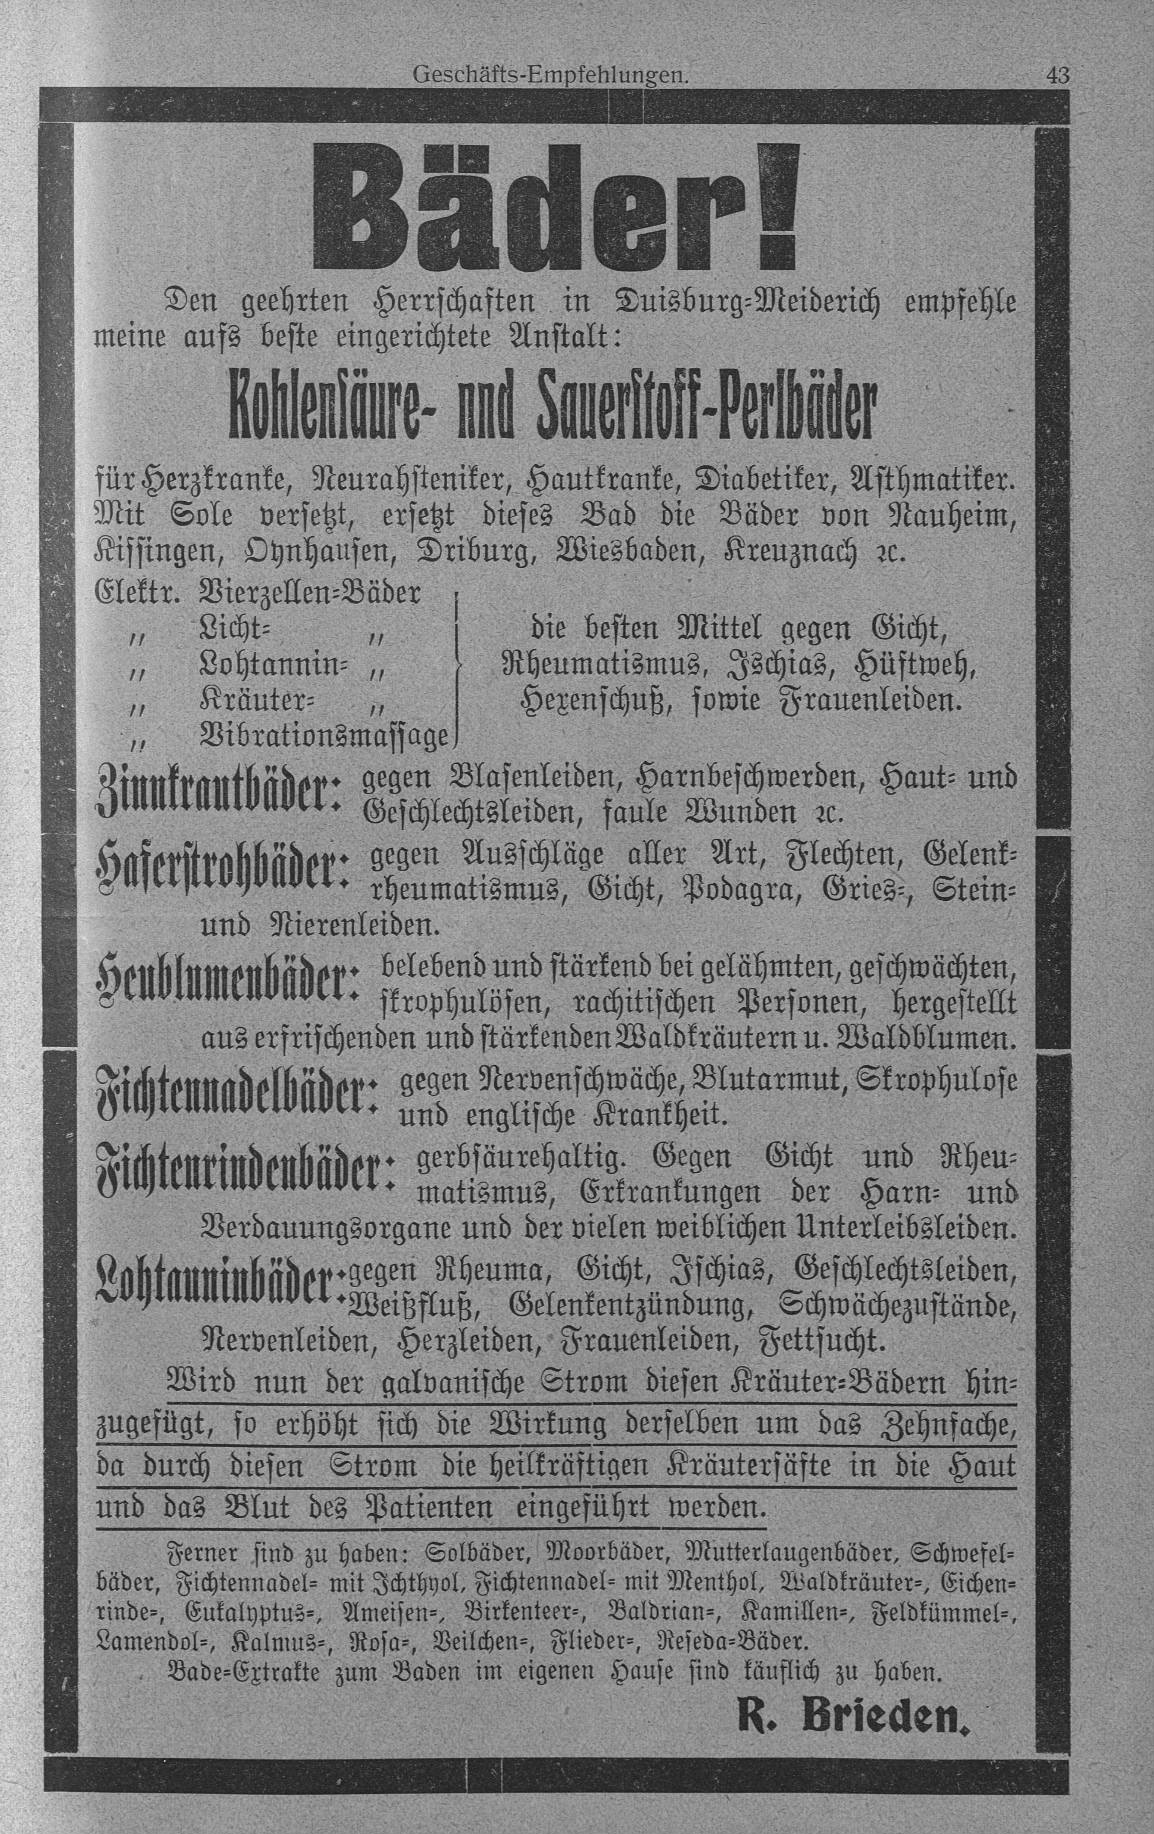 Geschäfts-Empfehlungen. 43
Bäder!
Den geehrten Herrschaften in Duisburg-Meiderich empfehle
meine aufs beste eingerichtete Anstalt:
Kohlensäure- nnd Sauerstoff-Perlbäder
für Herzkranke, Neurahsteniker, Hautkranke, Diabetiker, Asthmatiker.
Mit Sole versetzt, ersetzt dieses Bad die Bäder von Nauheim,
Kissingen, Oynhausen, Driburg, Wiesbaden, Kreuznach ꝛc.
Elektr. Vierzellen-Bäder
„ Licht- „
„ Lohtannin- „
„ Kräuter- „
„ Vibrationsmassage
die besten Mittel gegen Gicht,
Rheumatismus, Ischias, Hüftweh,
Hexenschuß, sowie Frauenleiden.
Zinnkrautbäder: gegen Blasenleiden, Harnbeschwerden, Haut- und
Geschlechtsleiden, faule Wunden ꝛc.
Haferstrohbäder: gegen Ausschläge aller Art, Flechten, Gelenk-
rheumatismus, Gicht, Podagra, Gries-, Stein-
und Nierenleiden.
Heublumenbäder: belebend und stärkend bei gelähmten, geschwächten,
skrophulösen, rachitischen Personen, hergestellt
aus erfrischenden und stärkenden Waldkräutern u. Waldblumen.
Fichtennadelbäder: gegen Nervenschwäche, Blutarmut, Skrophulose
und englische Krankheit.
Fichtenrindenbäder: gerbsäurehaltig. Gegen Gicht und Rheu-
matismus, Erkrankungen der Harn- und
Verdauungsorgane und der vielen weiblichen Unterleibsleiden.
Lohtanninbäder: gegen Rheuma, Gicht, Ischias, Geschlechtsleiden,
Weißfluß, Gelenkentzündung, Schwächezustände,
Nervenleiden, Herzleiden, Frauenleiden, Fettsucht.
Wird nun der galvanische Strom diesen Kräuter-Bädern hin-
zugefügt, so erhöht sich die Wirkung derselben um das Zehnfache,
da durch diesen Strom die heilkräftigen Kräutersäfte in die Haut
und das Blut des Patienten eingeführt werden.
Ferner sind zu haben: Solbäder, Moorbäder, Mutterlaugenbäder, Schwefel-
bäder, Fichtennadel- mit Ichthyol, Fichtennadel- mit Menthol, Waldkräuter-, Eichen-
rinde-, Eukalyptus-, Ameisen-, Birkenteer-, Baldrian-, Kamillen-, Feldkümmel-,
Lamendol-, Kalmus-, Rosa-, Veilchen-, Flieder-, Reseda-Bäder.
Bade-Extrakte zum Baden im eigenen Hause sind käuflich zu haben.
R. Brieden.